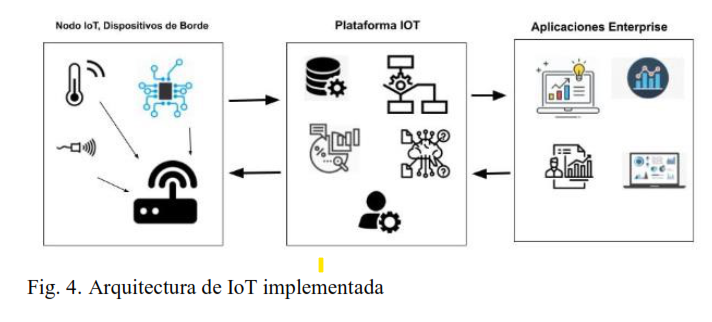 Nodo IoT, Dispositivos de Borde
Plataforma IOT
Aplicaciones Enterprise
Fig. 4. Arquitectura de IoT implementada